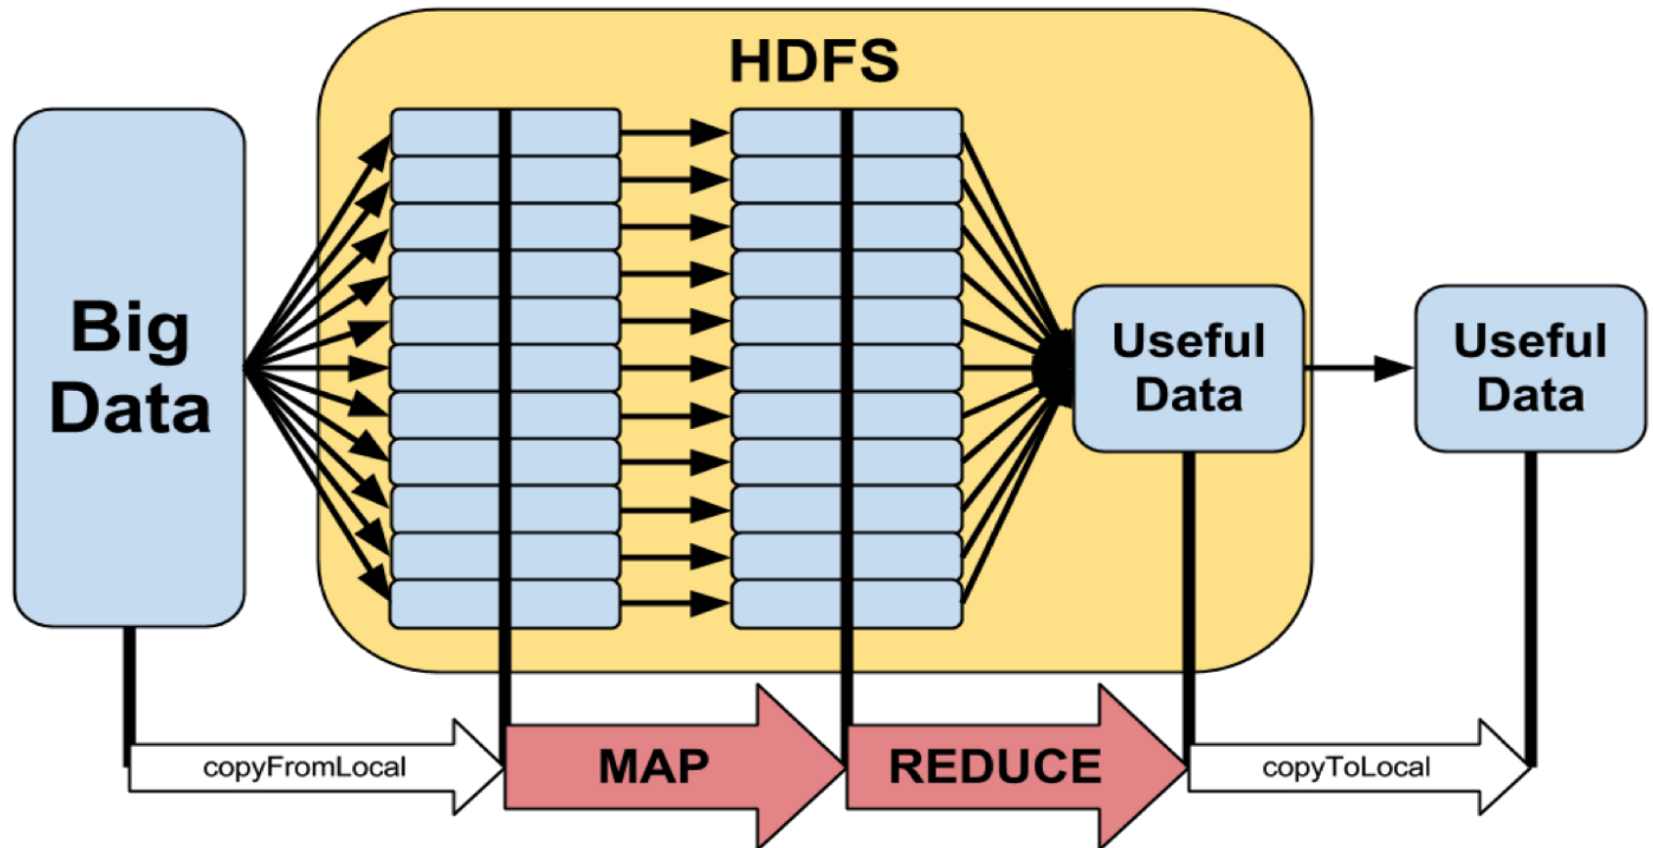 HDFS
Big
Data
Useful
Data
Useful
Data
copyFromLocal
MAP
REDUCE
copyToLocal